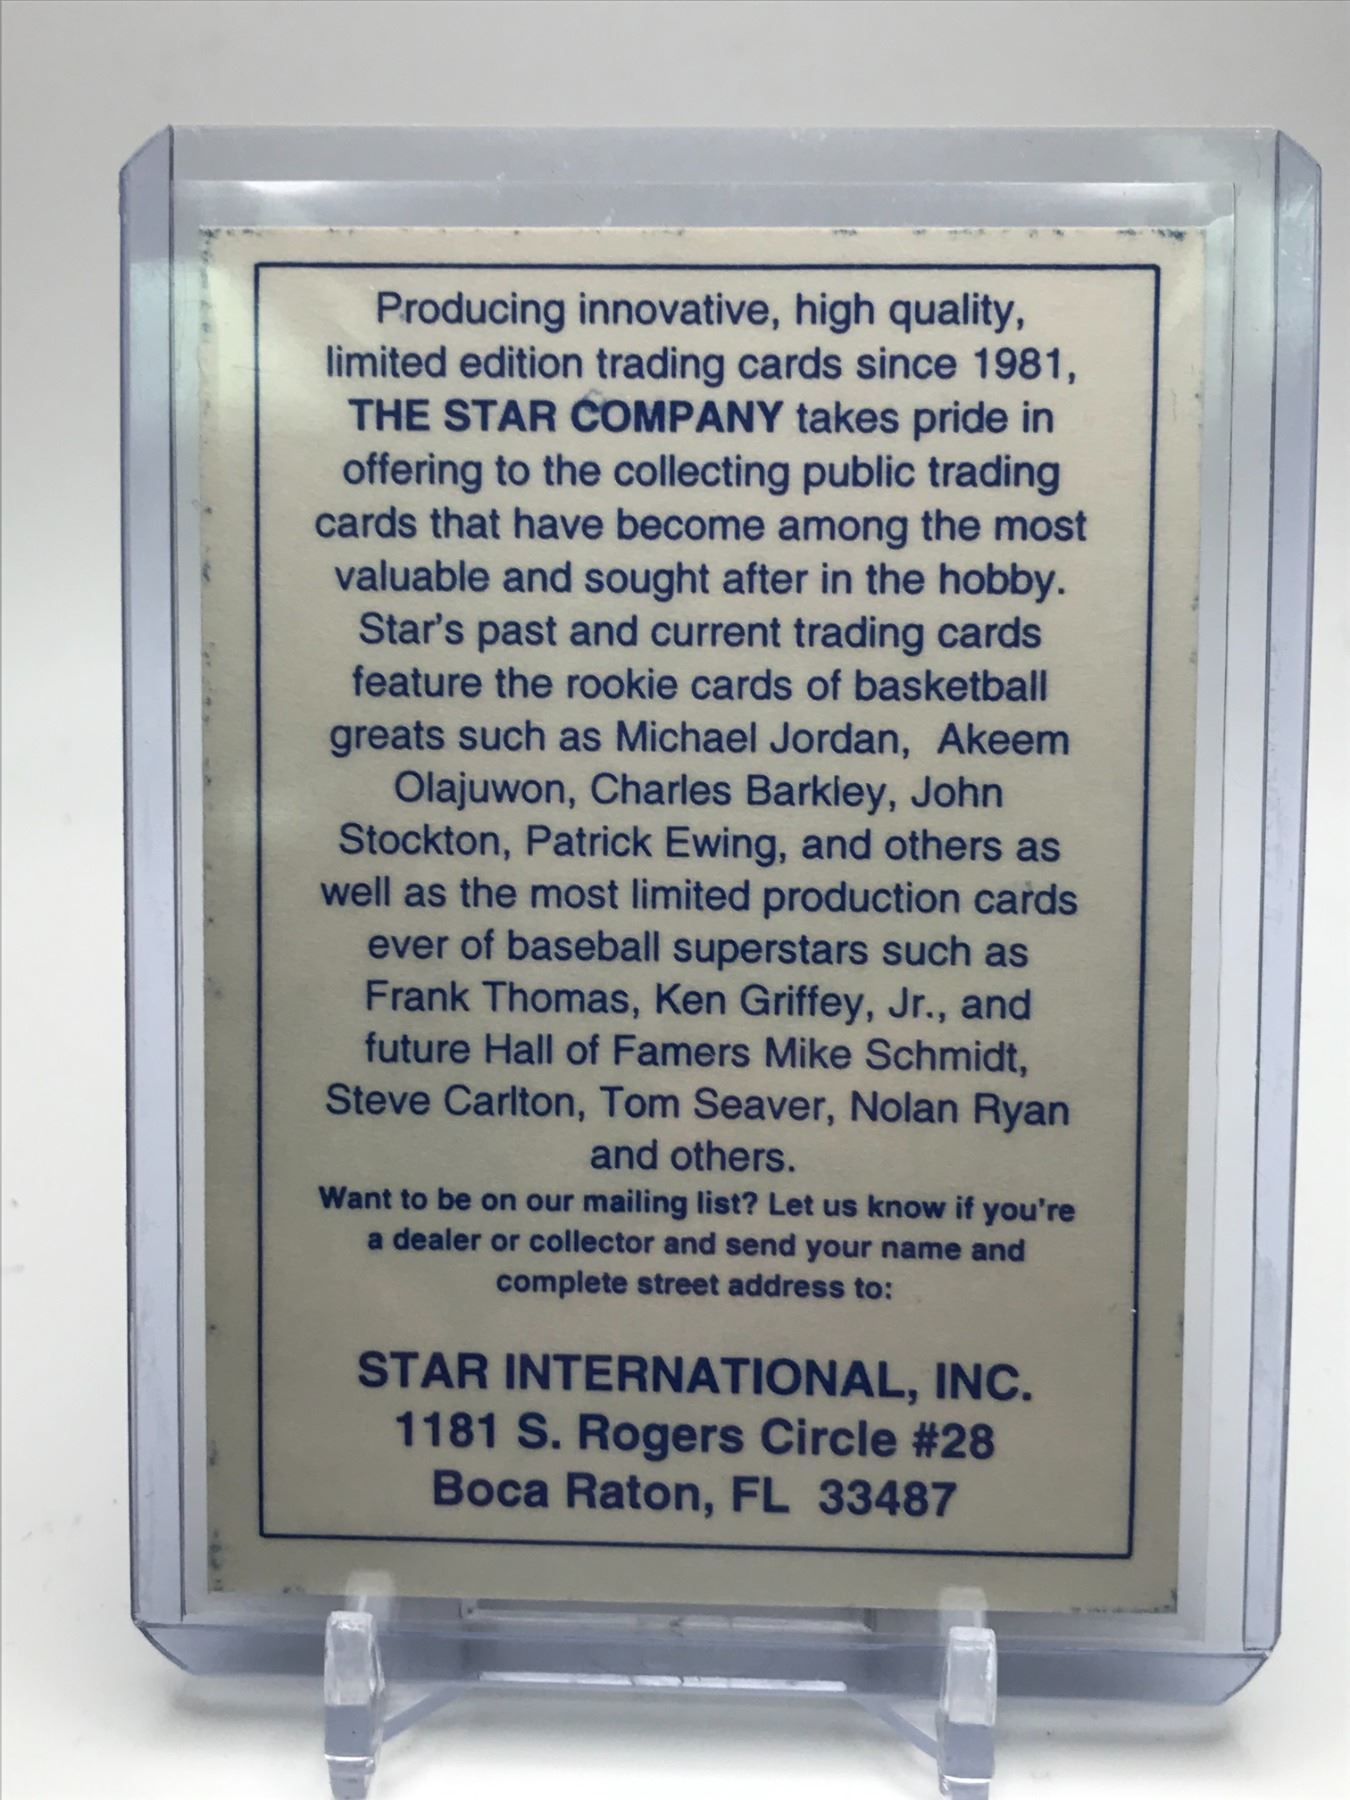 Producing innovative, high quality,
limited edition trading cards since 1981,
THE STAR COMPANY takes pride in
offering to the collecting public trading
cards that have become among the most
valuable and sought after in the hobby.
Star's past and current trading cards
feature the rookie cards of basketball
greats such as Michael Jordan, Akeem
Olajuwon, Charles Barkley, John
Stockton, Patrick Ewing, and others as
well as the most limited production cards
ever of baseball superstars such as
Frank Thomas, Ken Griffey, Jr., and
future Hall of Famers Mike Schmidt,
Steve Carlton, Tom Seaver, Nolan Ryan
and others.
Want to be on our mailing list? Let us know if you're
a dealer or collector and send your name and
complete street address to:
STAR INTERNATIONAL, INC.
1181 S. Rogers Circle #28
Boca Raton, FL 33487